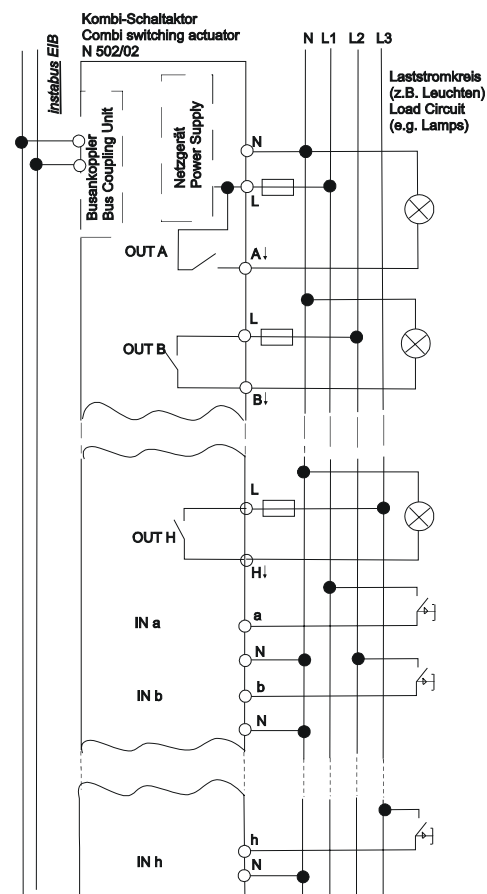 Kombi-Schaltaktor
Combi switching actuator
N 502/02
N L1 L2 L3
instabus EIB
Laststromkreis
(z.B. Leuchten)
Load Circuit
(e.g. Lamps)
Busankoppler
Bus Coupling Unit
Netzgerät
Power Supply
N
L
OUT A
A↓
L
OUT B
B↓
L
OUT H
H↓
IN a
a
N
IN b
b
N
h
IN h
N